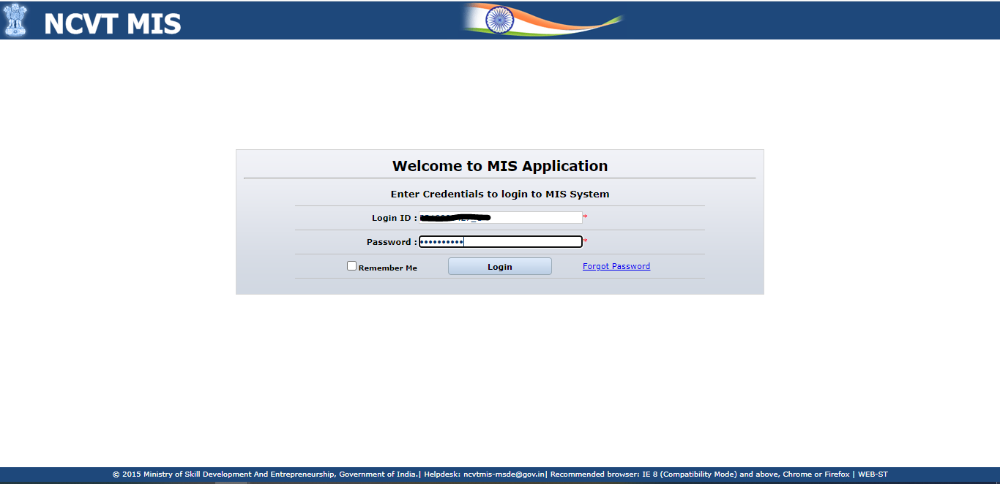 NCVT MIS
Welcome to MIS Application
Enter Credentials to login to MIS System
Login ID : *
Password : •••••••••• *
Remember Me Login Forgot Password
© 2015 Ministry of Skill Development And Entrepreneurship, Government of India.| Helpdesk: ncvtmis-msde@gov.in| Recommended browser: IE 8 (Compatibility Mode) and above, Chrome or Firefox | WEB-ST